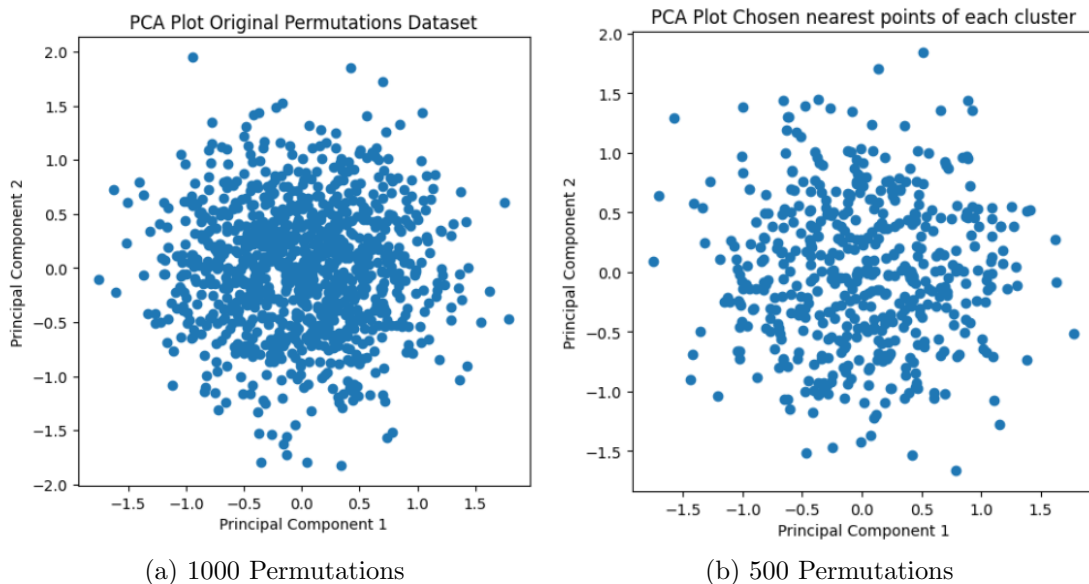 PCA Plot Original Permutations Dataset
2.0
1.5
1.0
0.5
0.0
−0.5
−1.0
−1.5
−2.0
Principal Component 2
−1.5 −1.0 −0.5 0.0 0.5 1.0 1.5
Principal Component 1
(a) 1000 Permutations
PCA Plot Chosen nearest points of each cluster
2.0
1.5
1.0
0.5
0.0
−0.5
−1.0
−1.5
Principal Component 2
−1.5 −1.0 −0.5 0.0 0.5 1.0 1.5
Principal Component 1
(b) 500 Permutations